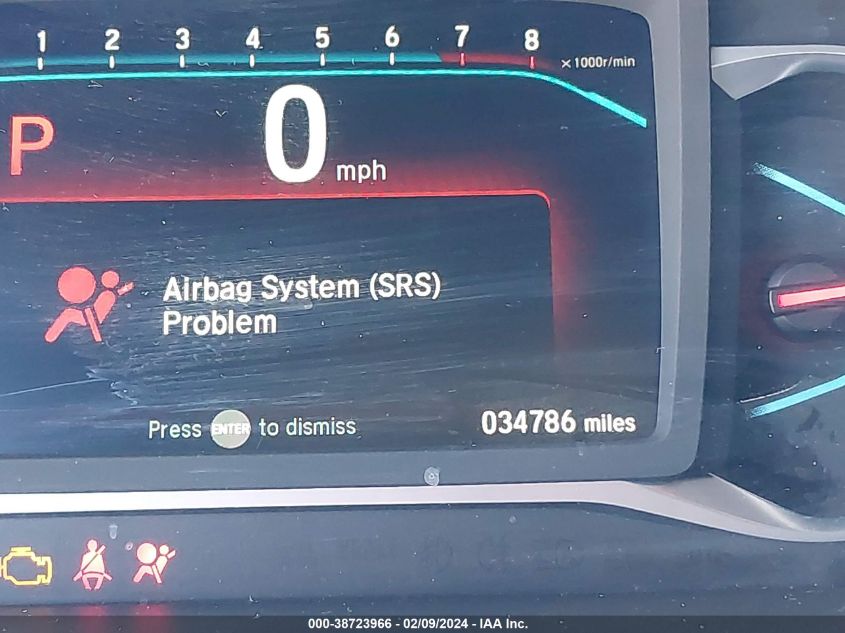 1 2 3 4 5 6 7 8
×1000r/min
P
0 mph
Airbag System (SRS)
Problem
Press ENTER to dismiss
034786 miles
000-38723966 - 02/09/2024 - IAA Inc.